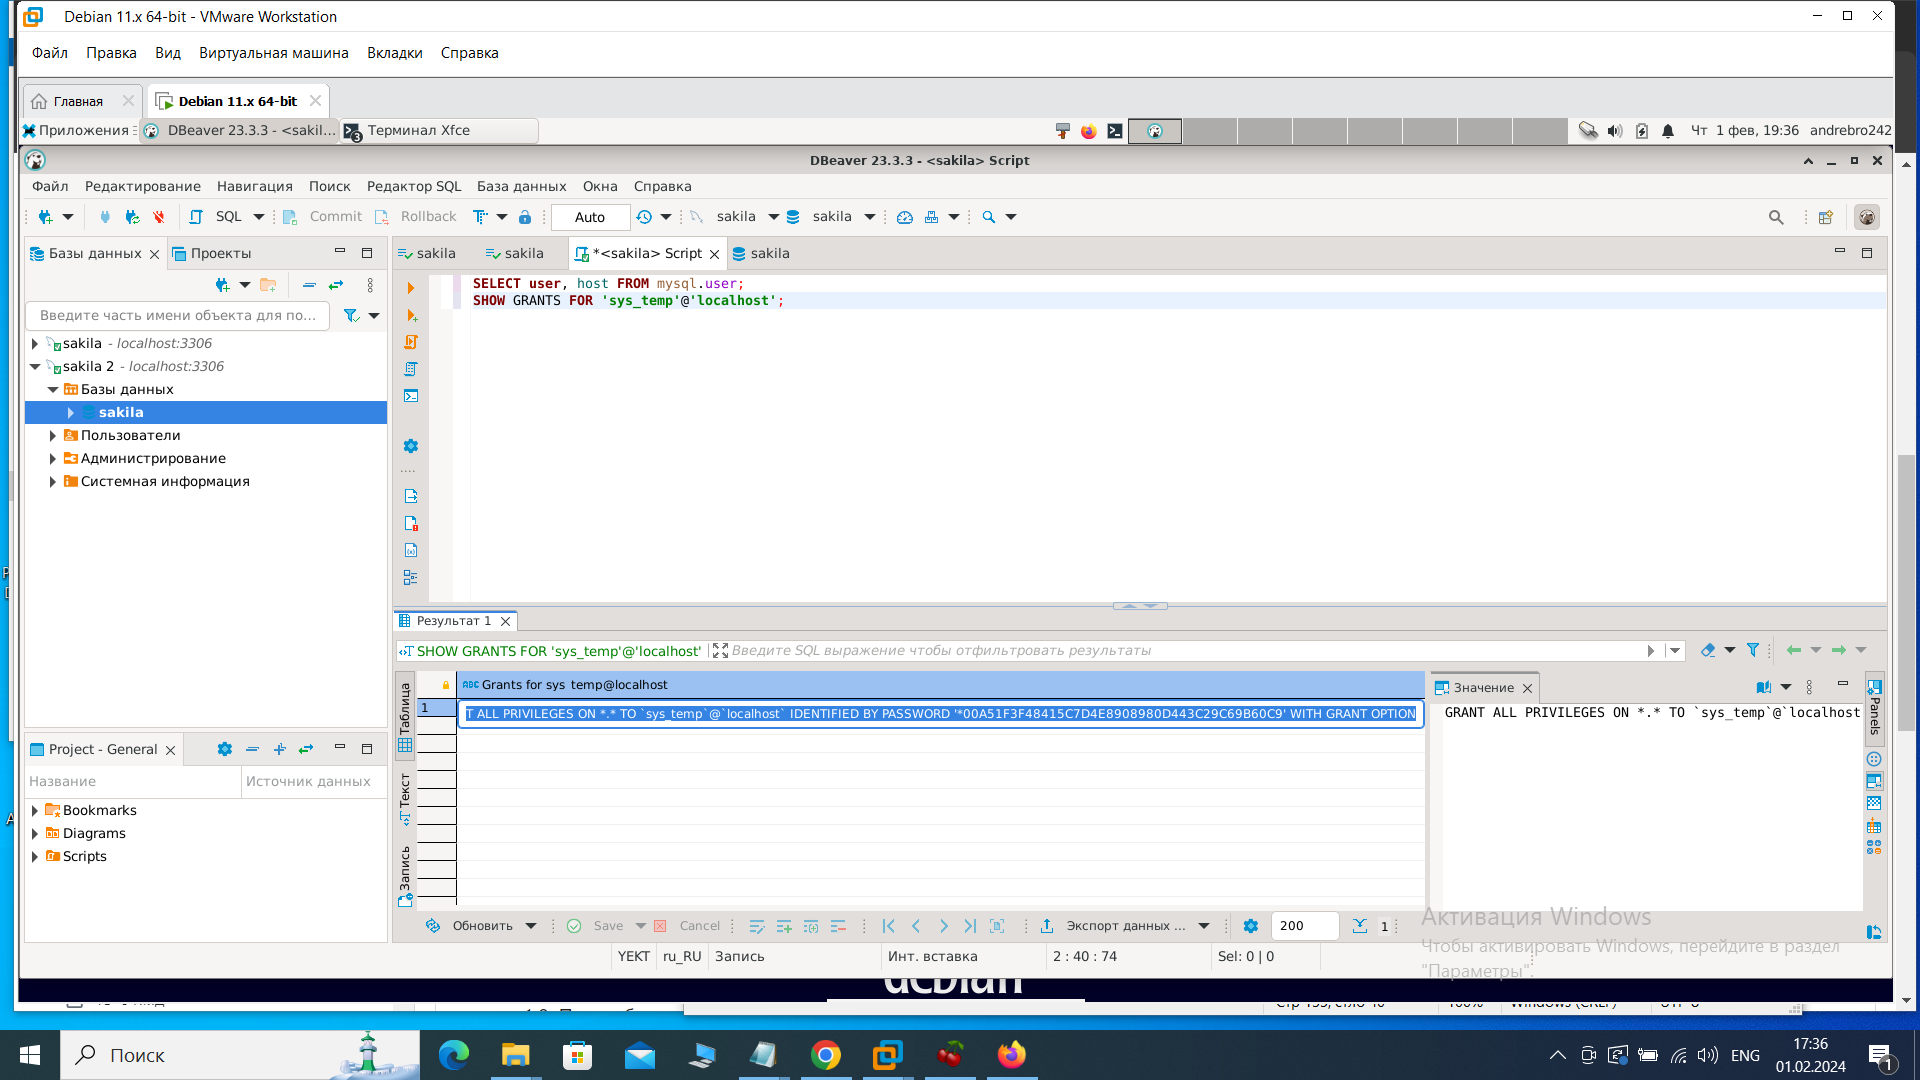 Debian 11.x 64-bit - VMware Workstation
Файл Правка Вид Виртуальная машина Вкладки Справка
Главная Debian 11.x 64-bit
Приложения DBeaver 23.3.3 - <sakil... Терминал Xfce Чт 1 фев, 19:36 andrebro242
DBeaver 23.3.3 - <sakila> Script
Файл Редактирование Навигация Поиск Редактор SQL База данных Окна Справка
SQL Commit Rollback Auto sakila sakila
Базы данных Проекты
sakila sakila *<sakila> Script sakila
SELECT user, host FROM mysql.user;
SHOW GRANTS FOR 'sys_temp'@'localhost';
Введите часть имени объекта для по...
sakila - localhost:3306
sakila 2 - localhost:3306
Базы данных
sakila
Пользователи
Администрирование
Системная информация
Результат 1
SHOW GRANTS FOR 'sys_temp'@'localhost' Введите SQL выражение чтобы отфильтровать результаты
Таблица
Текст
Запись
ABC Grants for sys_temp@localhost
1 T ALL PRIVILEGES ON *.* TO `sys_temp`@`localhost` IDENTIFIED BY PASSWORD '*00A51F3F48415C7D4E8908980D443C29C69B60C9' WITH GRANT OPTION
Значение
GRANT ALL PRIVILEGES ON *.* TO `sys_temp`@`localhost
Panels
Project - General
Название Источник данных
Bookmarks
Diagrams
Scripts
Обновить Save Cancel Экспорт данных ... 200 1
YEKT ru_RU Запись Инт. вставка 2 : 40 : 74 Sel: 0 | 0
Активация Windows
Чтобы активировать Windows, перейдите в раздел
"Параметры".
debian
Поиск
ENG
17:36
01.02.2024
1